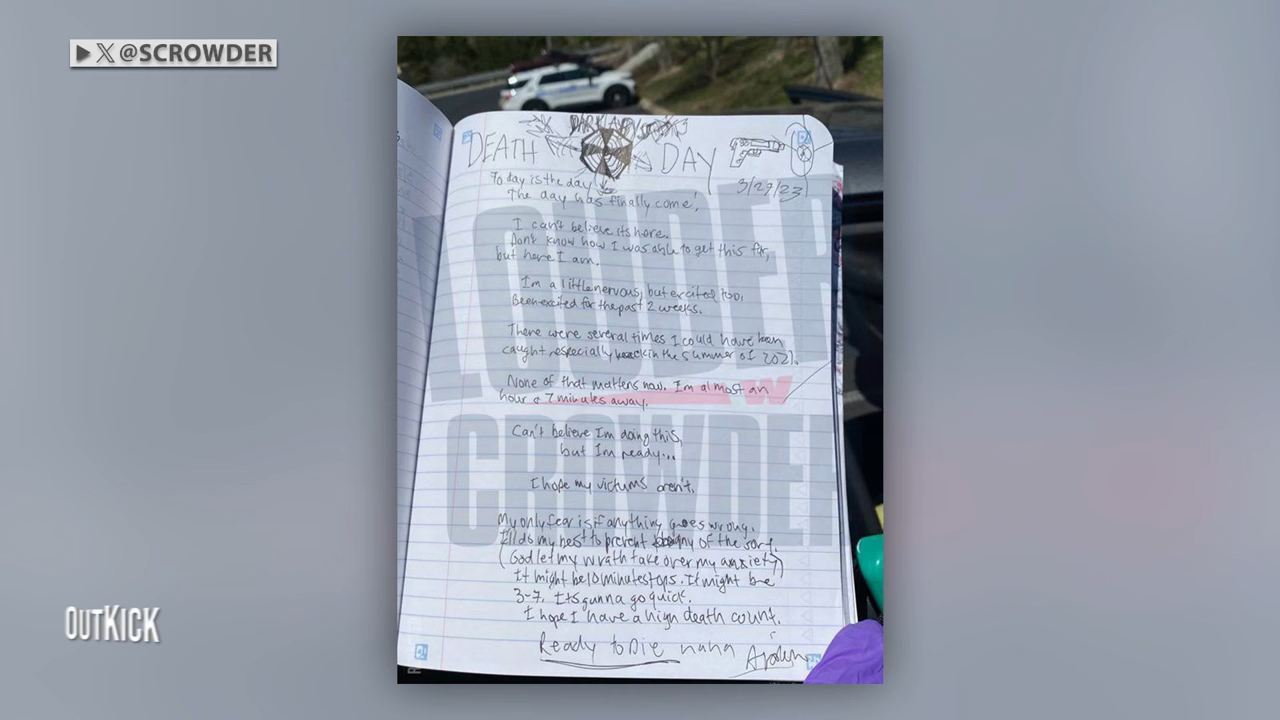 X @SCROWDER
DARK ABYSS
DEATH DAY
3/29/23
Today is the day
The day has finally come!
I can't believe its here.
Don't know how I was able to get this far,
but here I am.
I'm a little nervous, but excited too.
Been excited for the past 2 weeks.
There were several times I could have been
caught, especially back in the summer of 2021.
None of that matters now. I'm almost an
hour & 7 minutes away.
Can't believe I'm doing this,
but I'm ready...
I hope my victims aren't.
My only fear is if anything goes wrong.
I'll do my best to prevent any of the sort.
(God let my wrath take over my anxiety)
It might be 10 minutes tops. It might be
3-7. Its gunna go quick.
I hope I have a high death count.
Ready to Die haha
LOUDER
W
CROWDER
OUTKICK